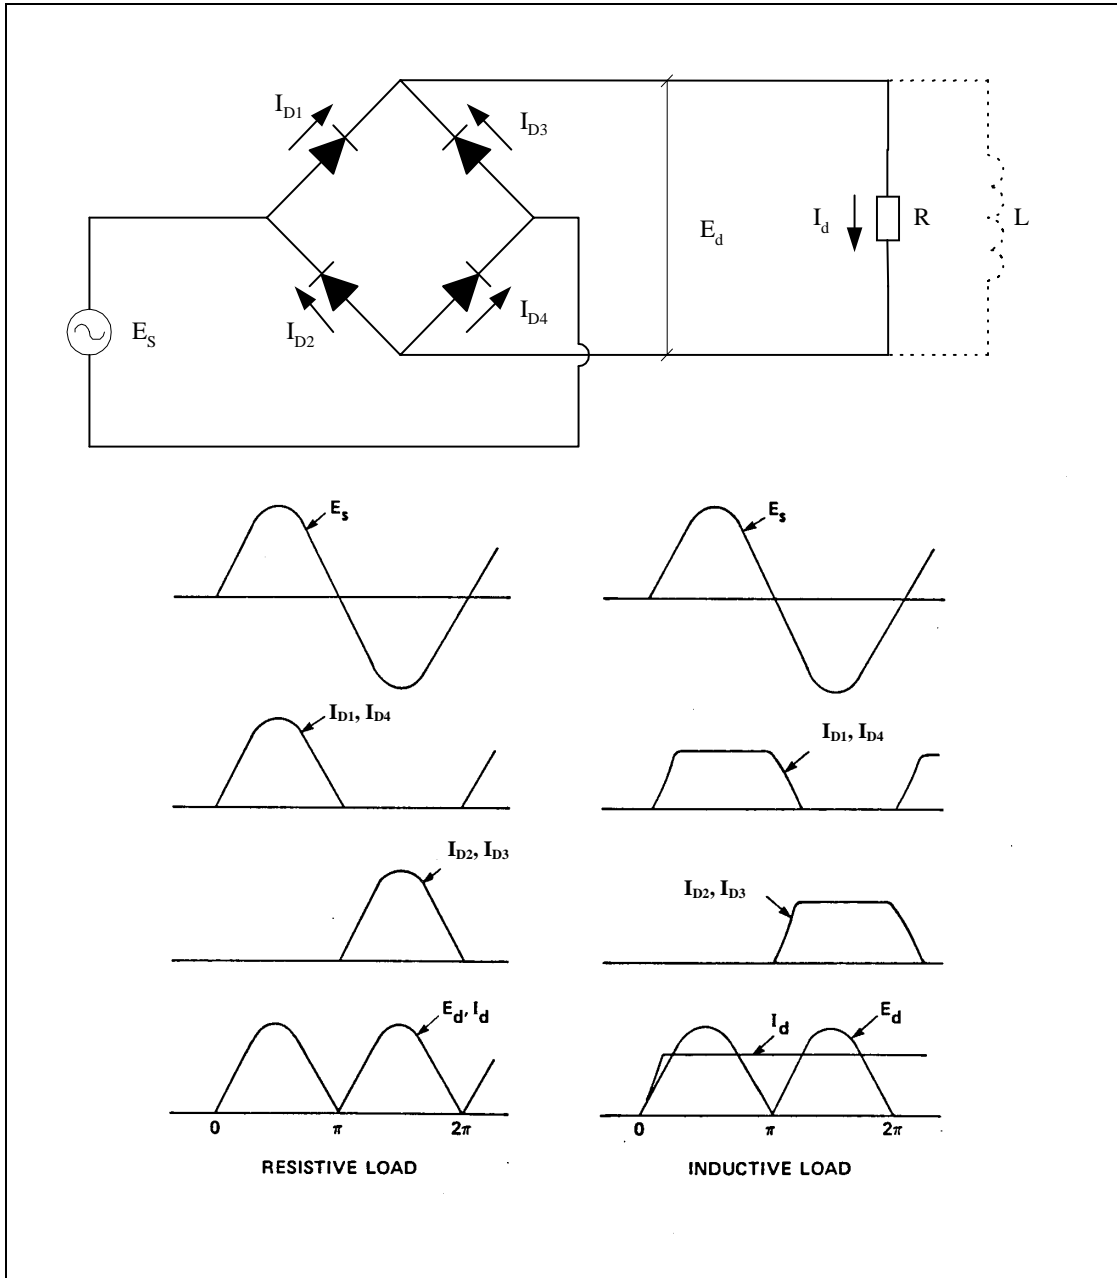 I_D1
I_D3
E_d
I_d
R
L
I_D2
I_D4
E_S
E_s
E_s
I_D1, I_D4
I_D1, I_D4
I_D2, I_D3
I_D2, I_D3
E_d, I_d
I_d
E_d
0
π
2π
0
π
2π
RESISTIVE LOAD
INDUCTIVE LOAD